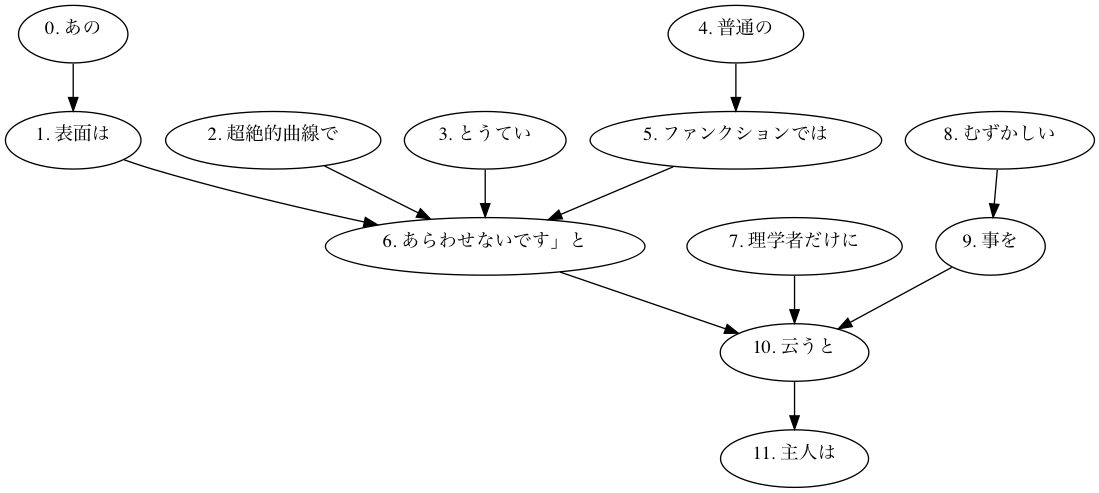 0. あの
4. 普通の
1. 表面は
2. 超絶的曲線で
3. とうてい
5. ファンクションでは
8. むずかしい
6. あらわせないです」と
7. 理学者だけに
9. 事を
10. 云うと
11. 主人は